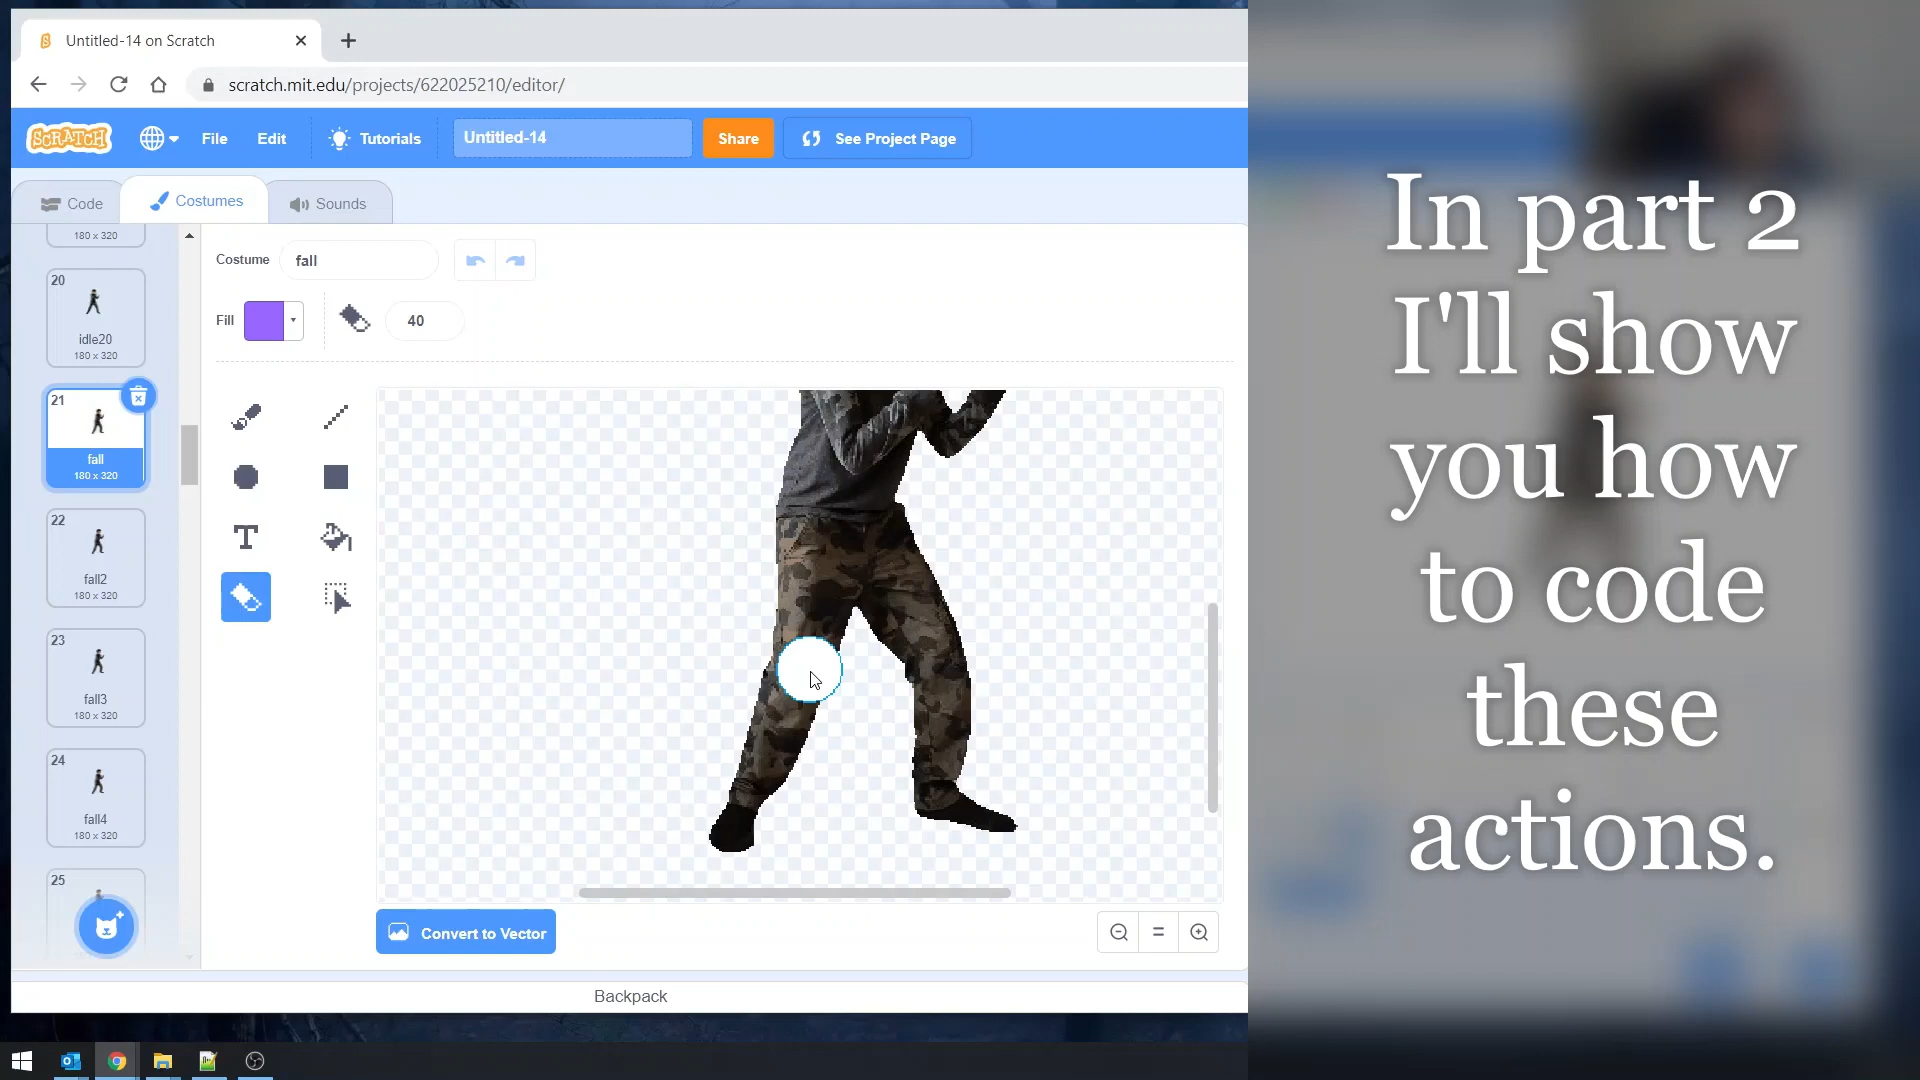 Untitled-14 on Scratch
scratch.mit.edu/projects/622025210/editor/
SCRATCH
File
Edit
Tutorials
Untitled-14
Share
See Project Page
Code
Costumes
Sounds
180 x 320
20
idle20
180 x 320
21
fall
180 x 320
22
fall2
180 x 320
23
fall3
180 x 320
24
fall4
180 x 320
25
Costume
fall
Fill
40
T
Convert to Vector
Backpack
In part 2
I'll show
you how
to code
these
actions.